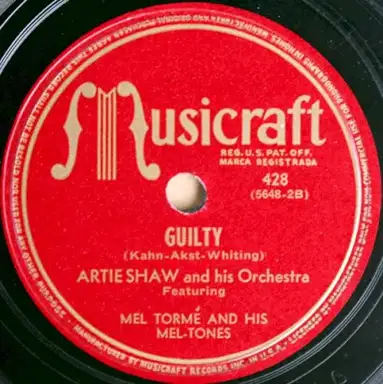 Musicraft
REG. U.S. PAT. OFF.
MARCA REGISTRADA
428
(5648-2B)
GUILTY
(Kahn-Akst-Whiting)
ARTIE SHAW and his Orchestra
Featuring
MEL TORMÉ AND HIS
MEL-TONES
MANUFACTURED BY MUSICRAFT RECORDS INC. IN U.S.A.